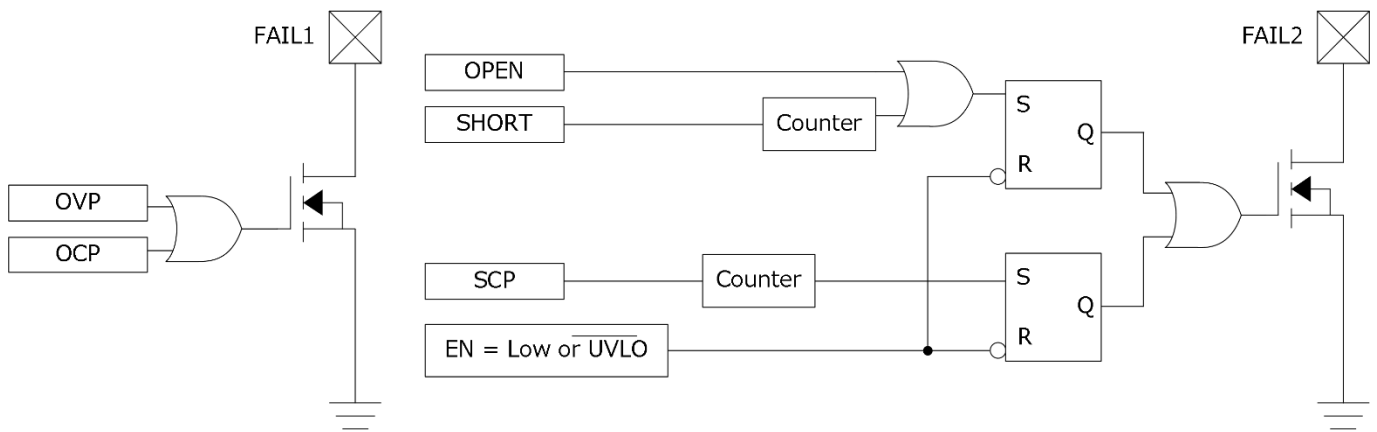 FAIL1
OVP
OCP
OPEN
SHORT
Counter
S
R
Q
SCP
Counter
S
R
Q
EN = Low or UVLO
FAIL2